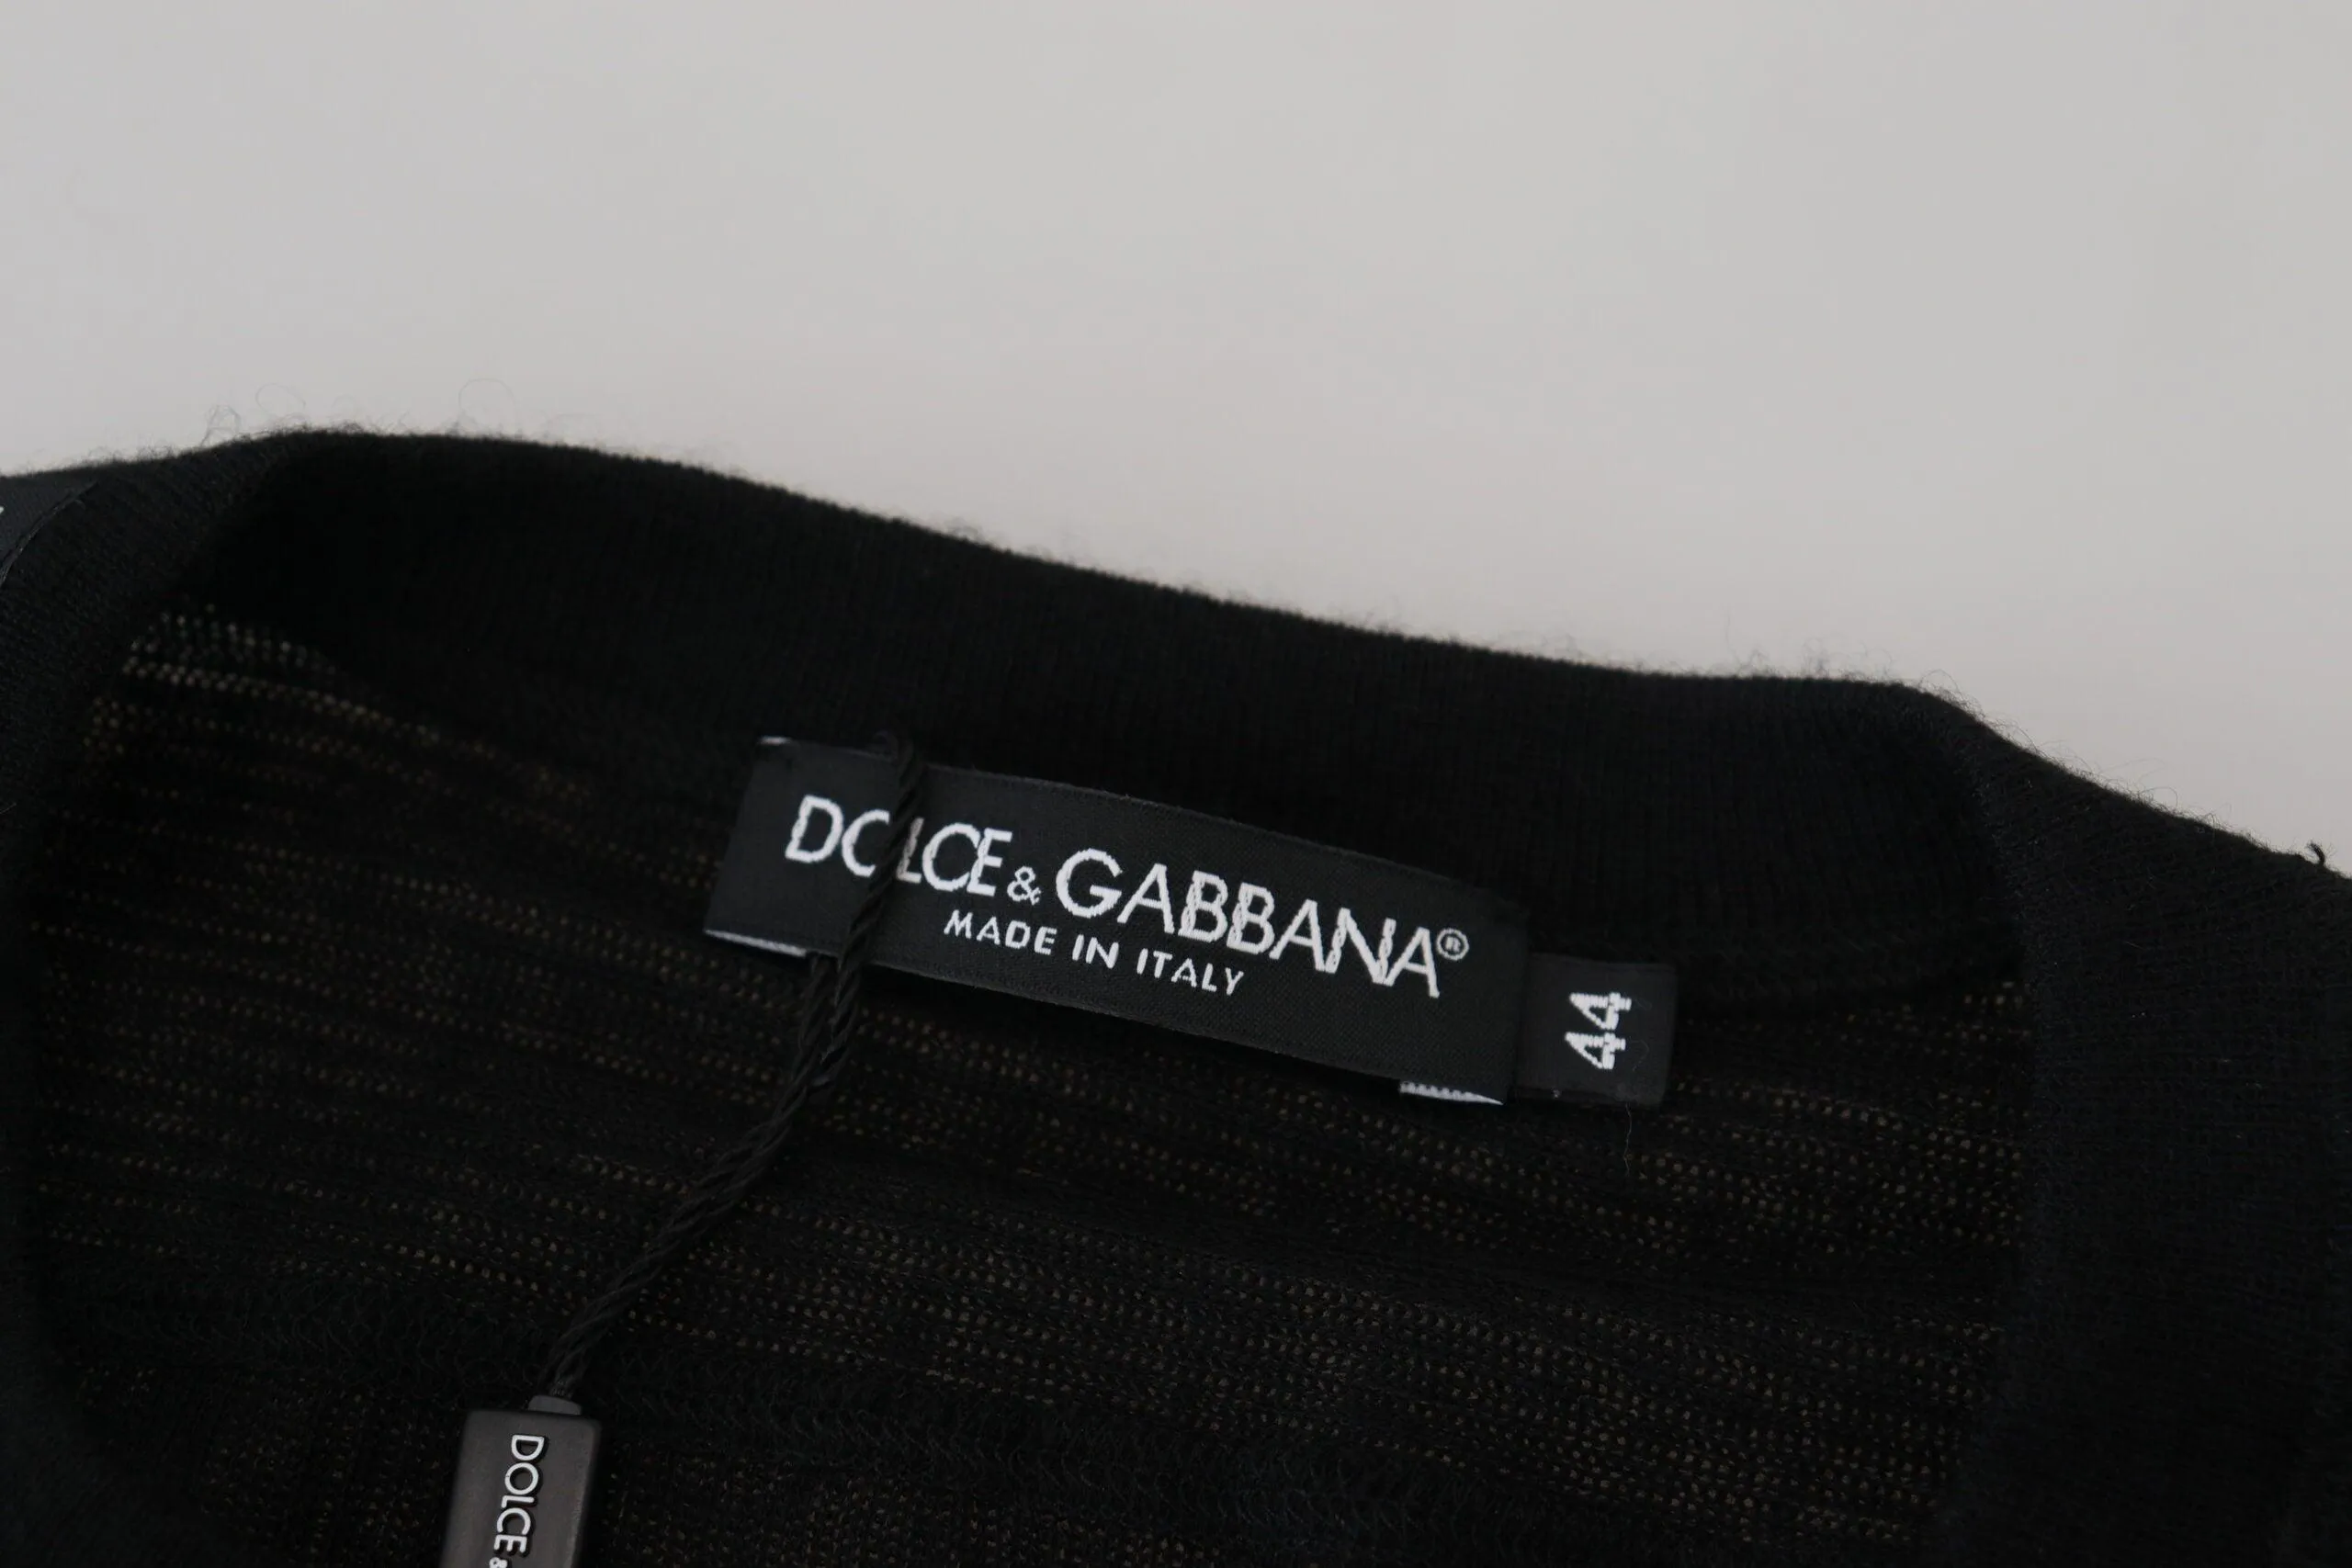 DOLCE & GABBANA®
MADE IN ITALY
44
DOLCE &